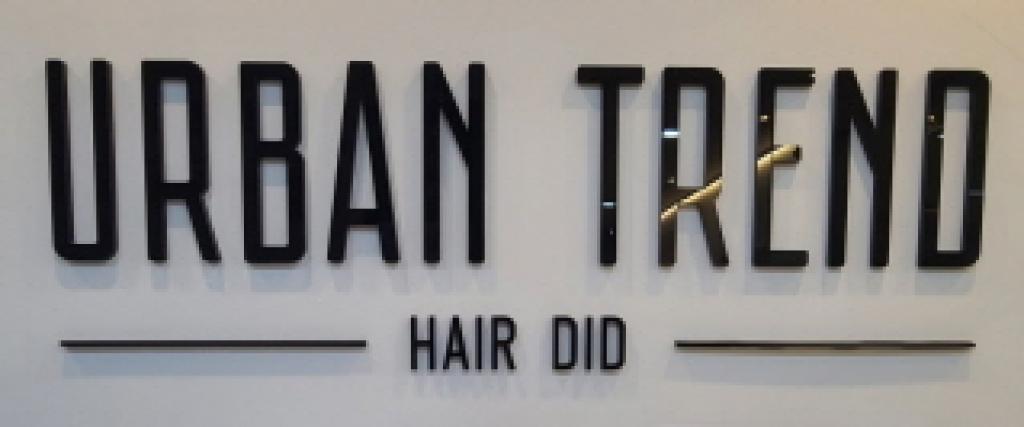 URBAN TREND
HAIR DID